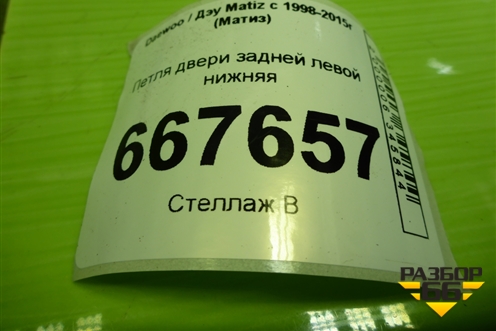 Daewoo / Дэу Matiz с 1998-2015г
(Матиз)
Петля двери задней левой
нижняя
667657
Стеллаж В
РАЗБОР
66